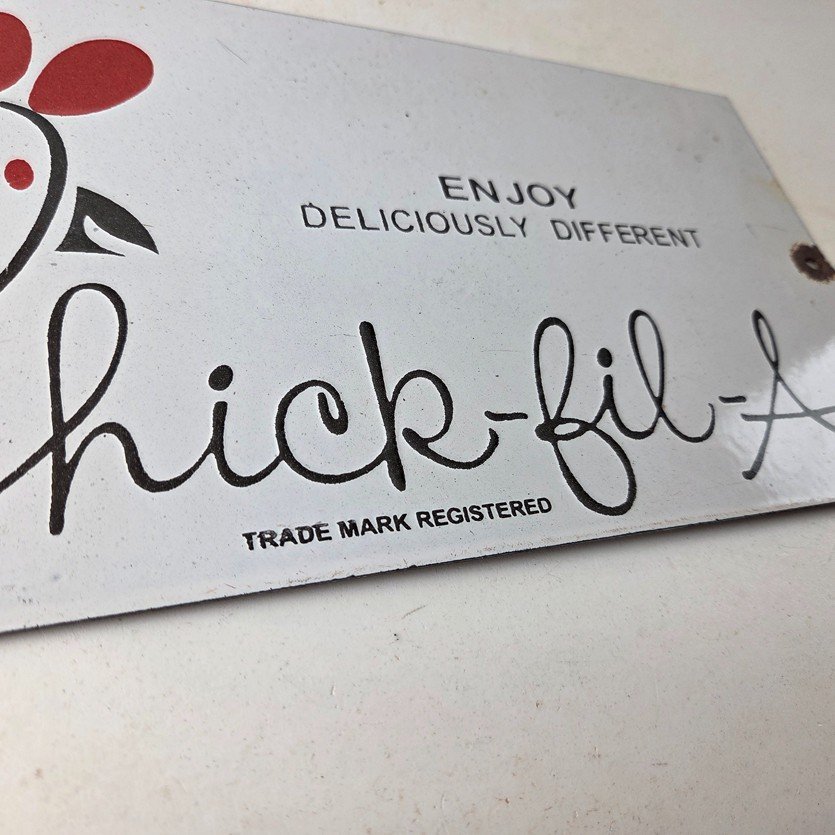 ENJOY
DELICIOUSLY DIFFERENT
hick-fil-A
TRADE MARK REGISTERED